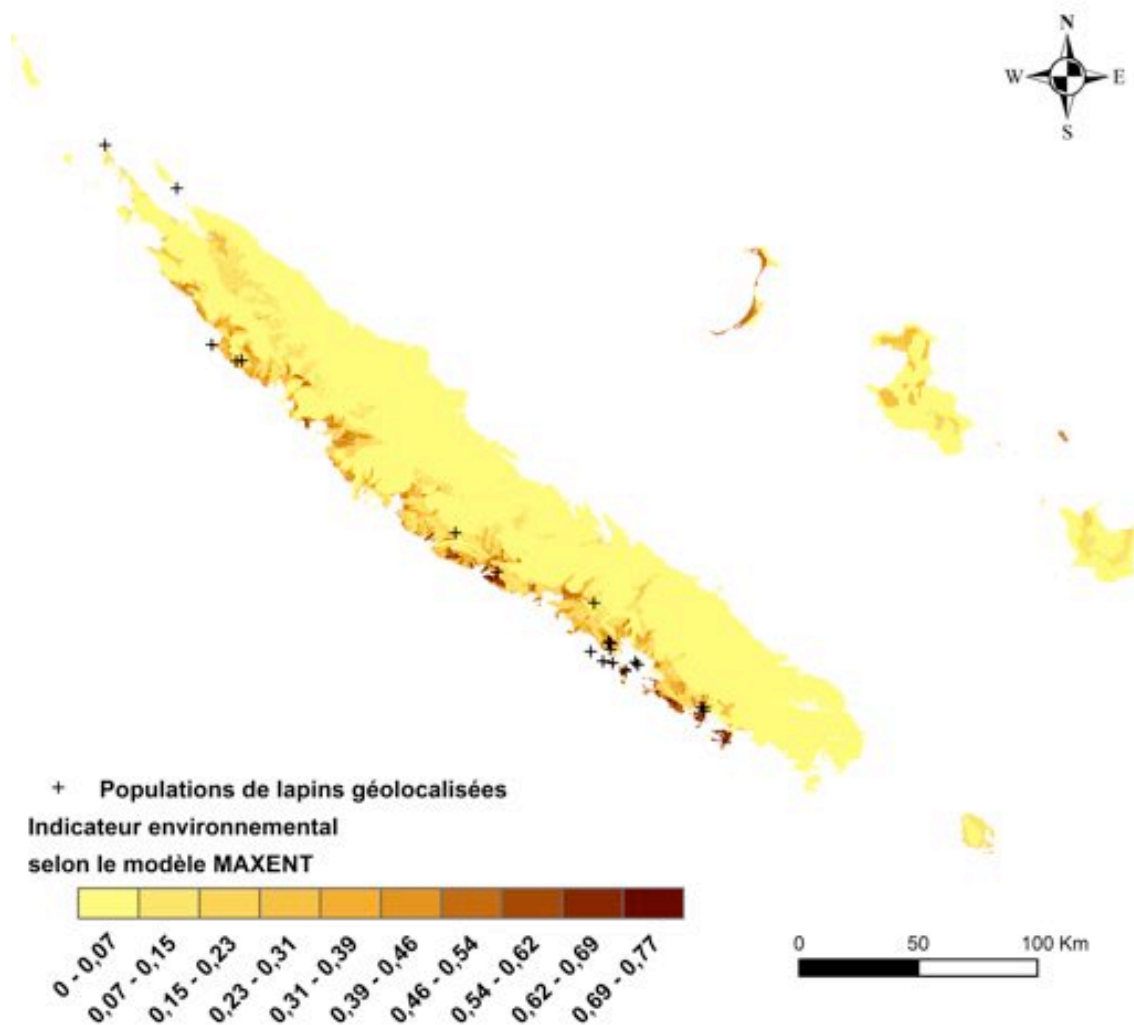 N
W E
S
+ Populations de lapins géolocalisées
Indicateur environnemental
selon le modèle MAXENT
0 - 0,07
0,07 - 0,15
0,15 - 0,23
0,23 - 0,31
0,31 - 0,39
0,39 - 0,46
0,46 - 0,54
0,54 - 0,62
0,62 - 0,69
0,69 - 0,77
0 50 100 Km